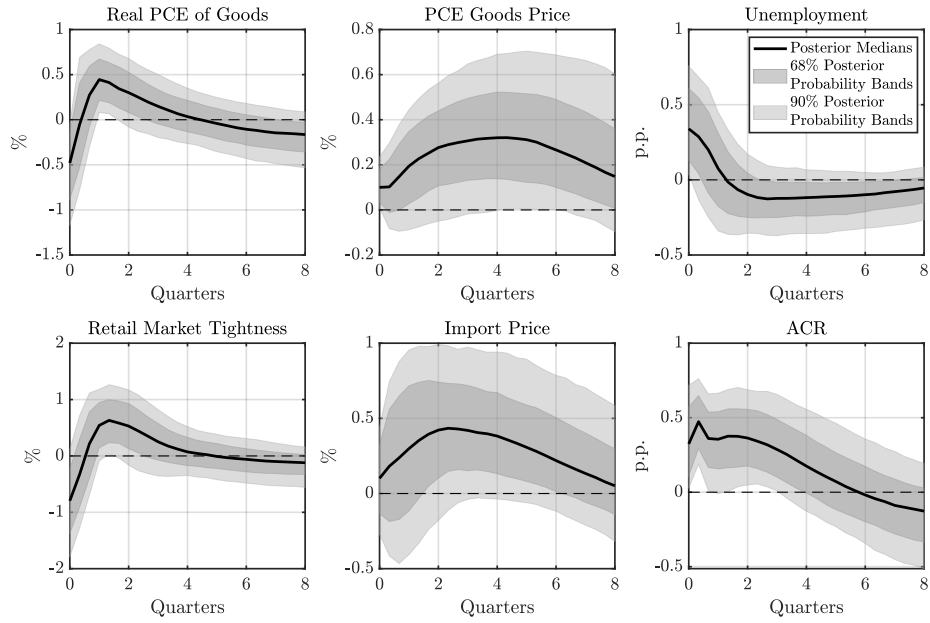 Real PCE of Goods
1
0.5
0
-0.5
-1
-1.5
%
0 2 4 6 8
Quarters
PCE Goods Price
0.8
0.6
0.4
0.2
0
0.2
%
0 2 4 6 8
Quarters
Unemployment
1
0.5
0
-0.5
p.p.
Posterior Medians
68% Posterior
Probability Bands
90% Posterior
Probability Bands
0 2 4 6 8
Quarters
Retail Market Tightness
2
1
0
-1
-2
%
0 2 4 6 8
Quarters
Import Price
1
0.5
0
-0.5
%
0 2 4 6 8
Quarters
ACR
1
0.5
0
-0.5
p.p.
0 2 4 6 8
Quarters